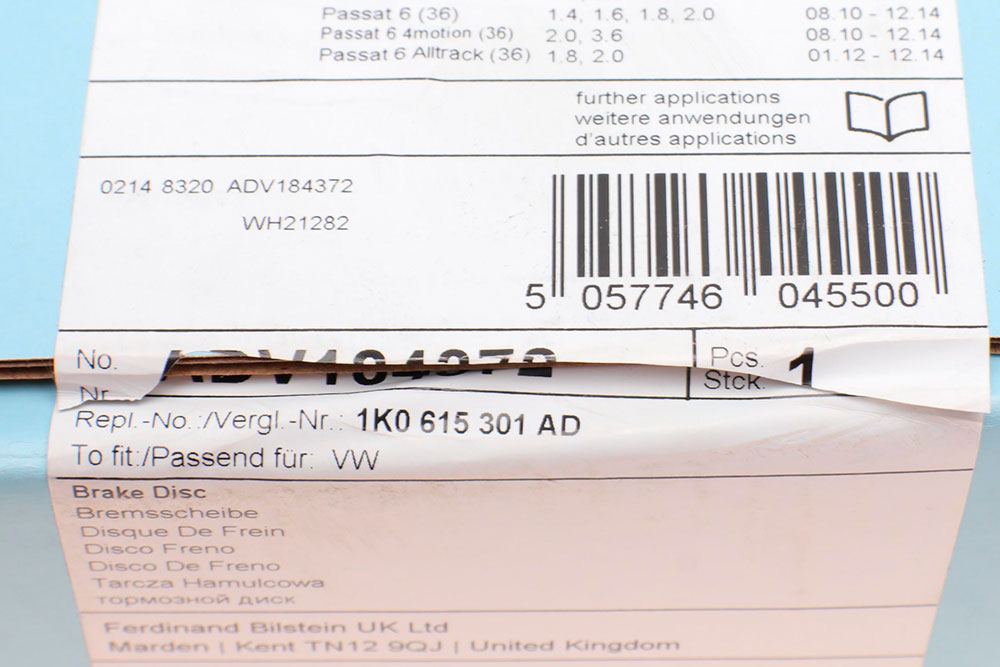 Passat 6 (36) 1.4, 1.6, 1.8, 2.0 08.10 - 12.14
Passat 6 4motion (36) 2.0, 3.6 08.10 - 12.14
Passat 6 Alltrack (36) 1.8, 2.0 01.12 - 12.14
further applications
weitere anwendungen
d'autres applications
0214 8320 ADV184372
WH21282
5 057746 045500
No. ADV184372 Pcs. 1
Nr. Stck.
Repl.-No.:/Vergl.-Nr.: 1K0 615 301 AD
To fit:/Passend für: VW
Brake Disc
Bremsscheibe
Disque De Frein
Disco Freno
Disco De Freno
Tarcza Hamulcowa
тормозной диск
Ferdinand Bilstein UK Ltd
Marden | Kent TN12 9QJ | United Kingdom